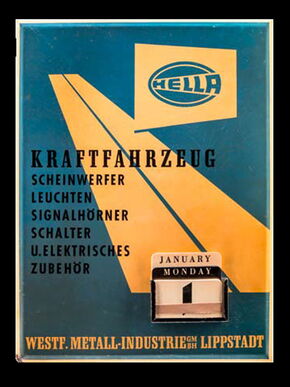 HELLA
KRAFTFAHRZEUG
SCHEINWERFER
LEUCHTEN
SIGNALHÖRNER
SCHALTER
U. ELEKTRISCHES
ZUBEHÖR
JANUARY
MONDAY
1
WESTF. METALL-INDUSTRIE GMBH LIPPSTADT